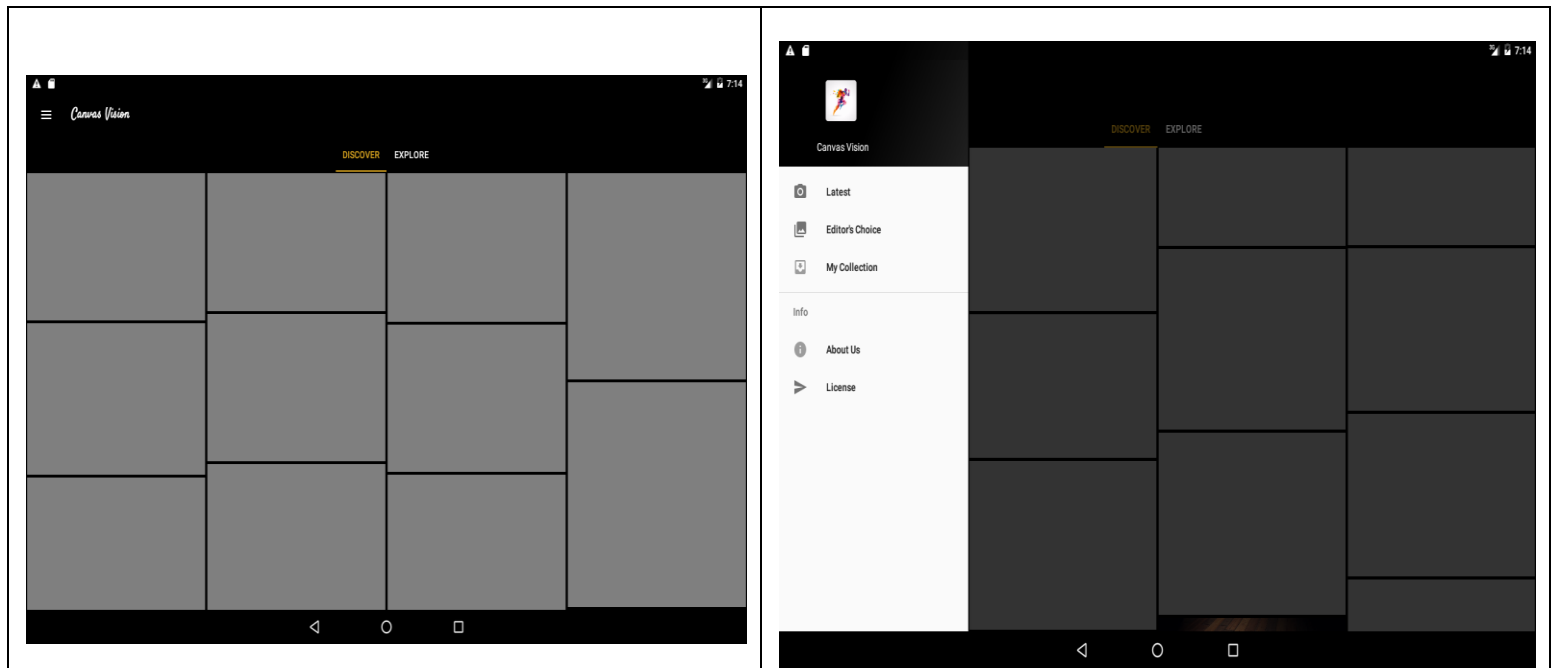 7:14
Canvas Vision
DISCOVER EXPLORE
7:14
Canvas Vision
DISCOVER EXPLORE
Latest
Editor's Choice
My Collection
Info
About Us
License